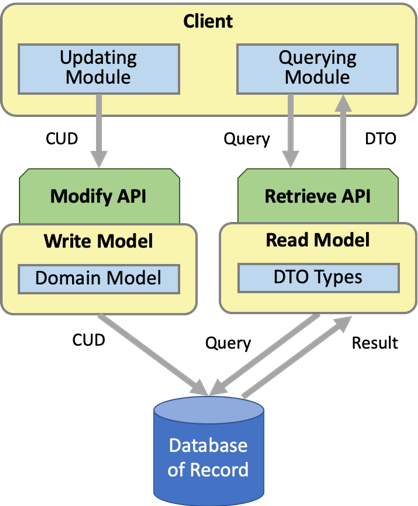 Client
Updating
Module
Querying
Module
CUD
Query
DTO
Modify API
Retrieve API
Write Model
Read Model
Domain Model
DTO Types
CUD
Query
Result
Database
of Record